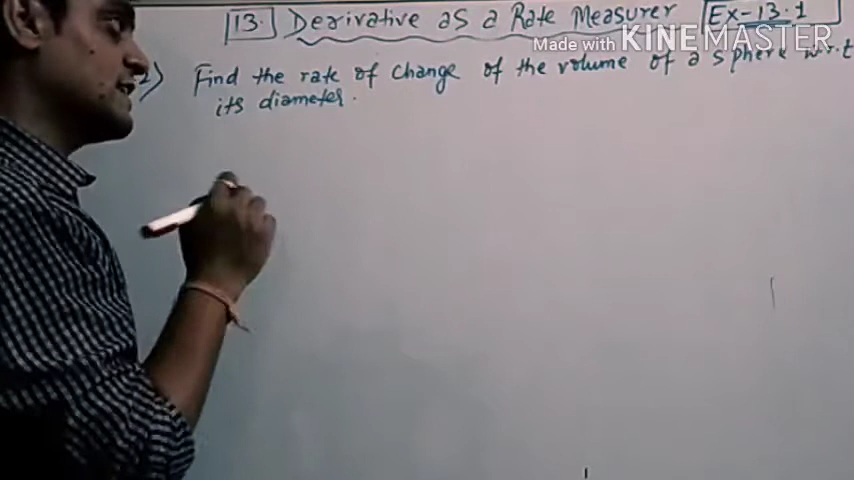 13. Derivative as a Rate Measurer Ex-13.1
Made with KINEMASTER
2) Find the rate of change of the volume of a sphere w.r.t
its diameter.